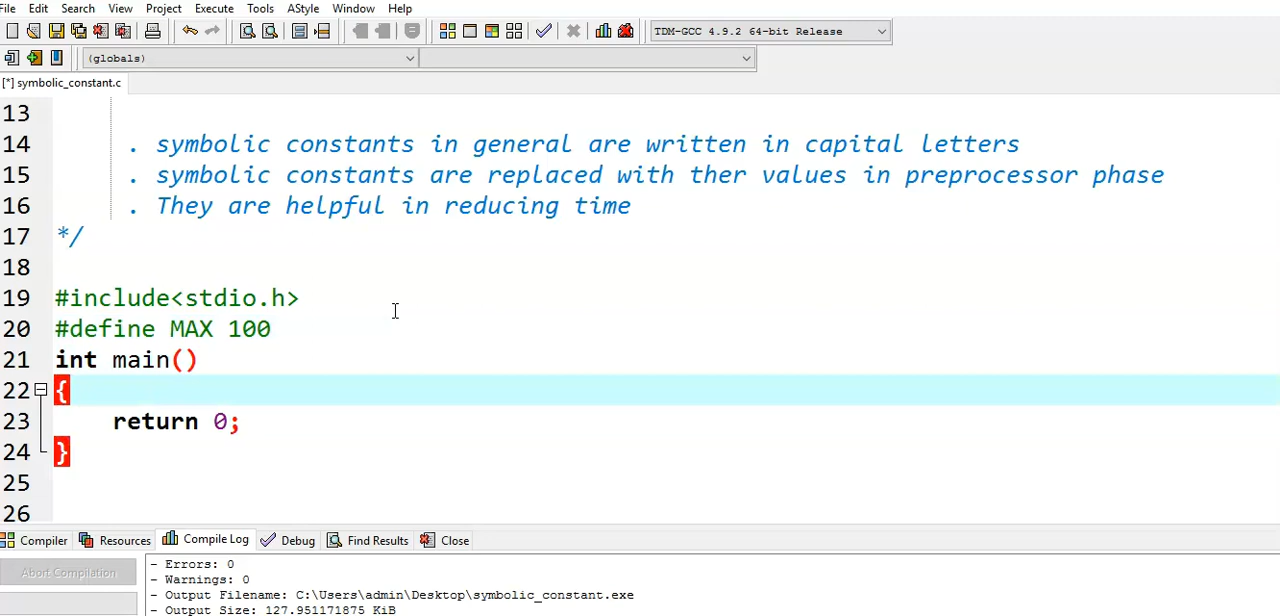 File Edit Search View Project Execute Tools AStyle Window Help
TDM-GCC 4.9.2 64-bit Release
(globals)
[*] symbolic_constant.c
13
14 . symbolic constants in general are written in capital letters
15 . symbolic constants are replaced with ther values in preprocessor phase
16 . They are helpful in reducing time
17 */
18
19 #include<stdio.h>
20 #define MAX 100
21 int main()
22 {
23 return 0;
24 }
25
26
Compiler Resources Compile Log Debug Find Results Close
Abort Compilation
- Errors: 0
- Warnings: 0
- Output Filename: C:\Users\admin\Desktop\symbolic_constant.exe
- Output Size: 127.951171875 KiB